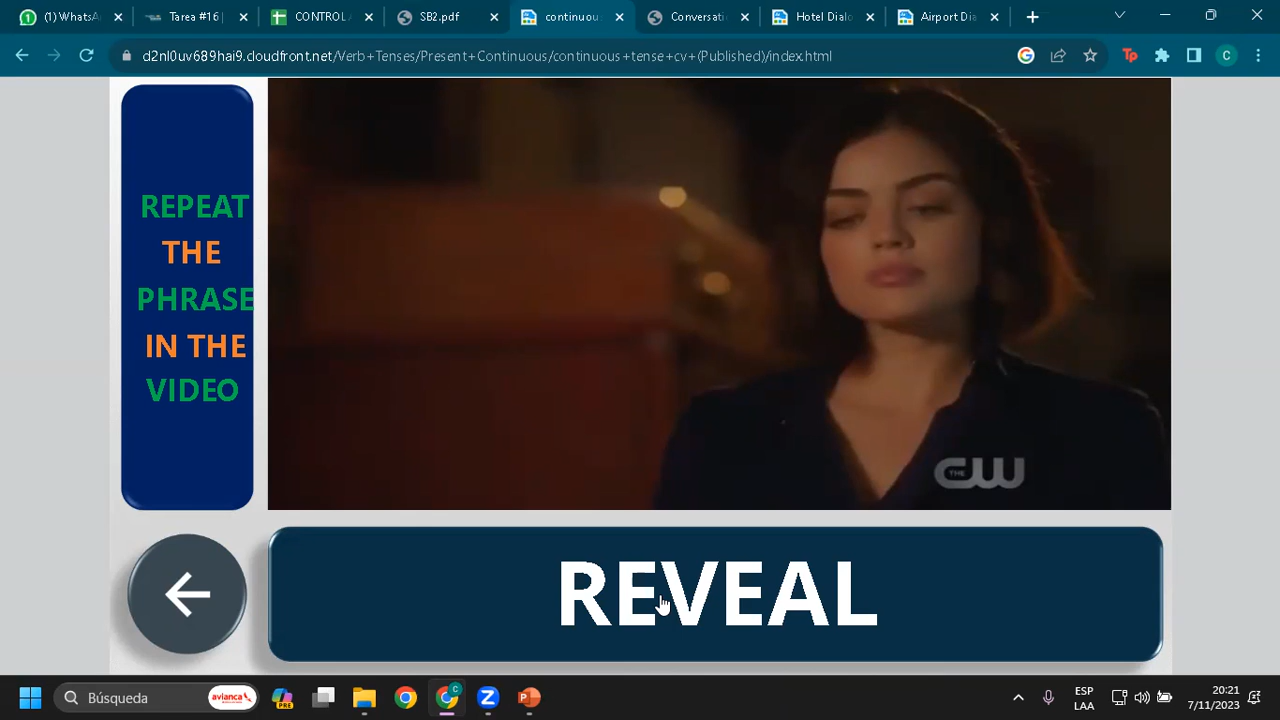 (1) WhatsA
Tarea #16
CONTROL A
SB2.pdf
continuou
Conversati
Hotel Dialo
Airport Dia
d2nl0uv689hai9.cloudfront.net/Verb+Tenses/Present+Continuous/continuous+tense+cv+(Published)/index.html
REPEAT
THE
PHRASE
IN THE
VIDEO
THE CW
REVEAL
Búsqueda
avianca
PRE
ESP
LAA
20:21
7/11/2023